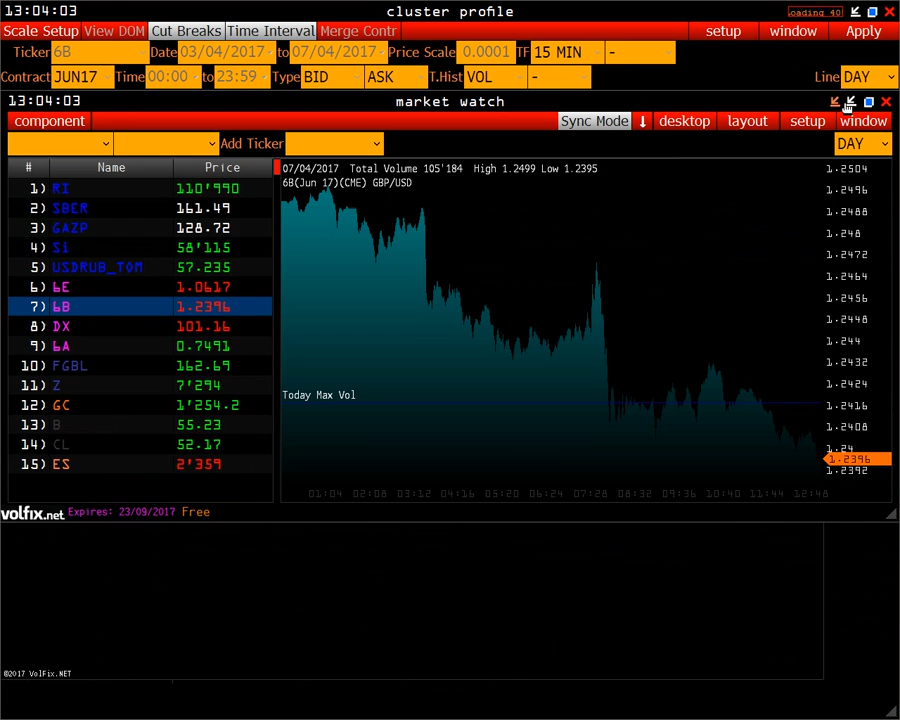 13:04:03 cluster profile loading 40
Scale Setup View DOM Cut Breaks Time Interval Merge Contr setup window Apply
Ticker 6B Date 03/04/2017 to 07/04/2017 Price Scale 0.0001 TF 15 MIN -
Contract JUN17 Time 00:00 to 23:59 Type BID ASK T.Hist VOL - Line DAY
13:04:03 market watch
component Sync Mode ↓ desktop layout setup window
Add Ticker DAY
# Name Price
1) RI 110'990
2) SBER 161.49
3) GAZP 128.72
4) Si 58'115
5) USDRUB_TOM 57.235
6) 6E 1.0617
7) 6B 1.2396
8) DX 101.16
9) 6A 0.7491
10) FGBL 162.69
11) Z 7'294
12) GC 1'254.2
13) B 55.23
14) CL 52.17
15) ES 2'359
07/04/2017 Total Volume 105'184 High 1.2499 Low 1.2395
6B(Jun 17)(CME) GBP/USD
Today Max Vol
1.2504
1.2496
1.2488
1.248
1.2472
1.2464
1.2456
1.2448
1.244
1.2432
1.2424
1.2416
1.2408
1.24
1.2396
1.2392
01:04 02:08 03:12 04:16 05:20 06:24 07:28 08:32 09:36 10:40 11:44 12:48
volfix.net Expires: 23/09/2017 Free
©2017 VolFix.NET